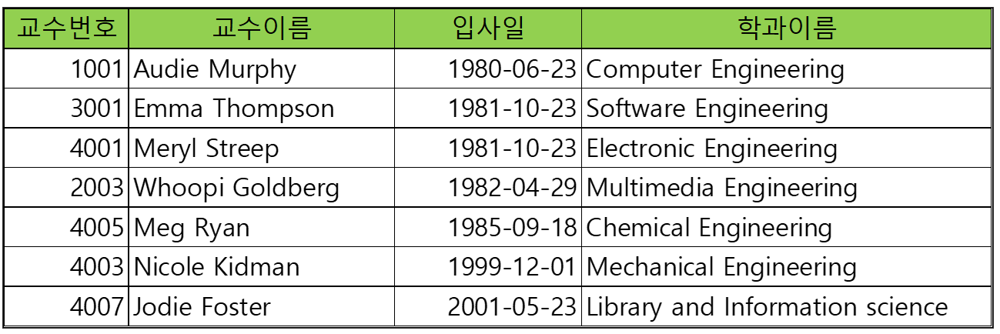 교수번호 교수이름 입사일 학과이름
1001 Audie Murphy 1980-06-23 Computer Engineering
3001 Emma Thompson 1981-10-23 Software Engineering
4001 Meryl Streep 1981-10-23 Electronic Engineering
2003 Whoopi Goldberg 1982-04-29 Multimedia Engineering
4005 Meg Ryan 1985-09-18 Chemical Engineering
4003 Nicole Kidman 1999-12-01 Mechanical Engineering
4007 Jodie Foster 2001-05-23 Library and Information science